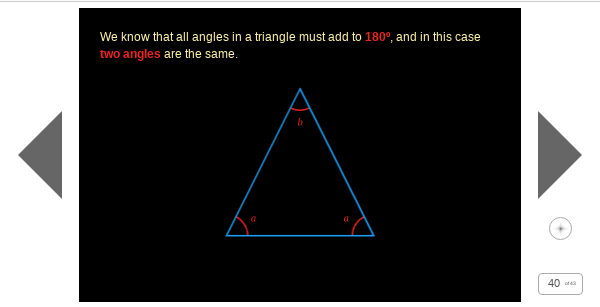 We know that all angles in a triangle must add to 180º, and in this case
two angles are the same.
b
a
a
40 of 43